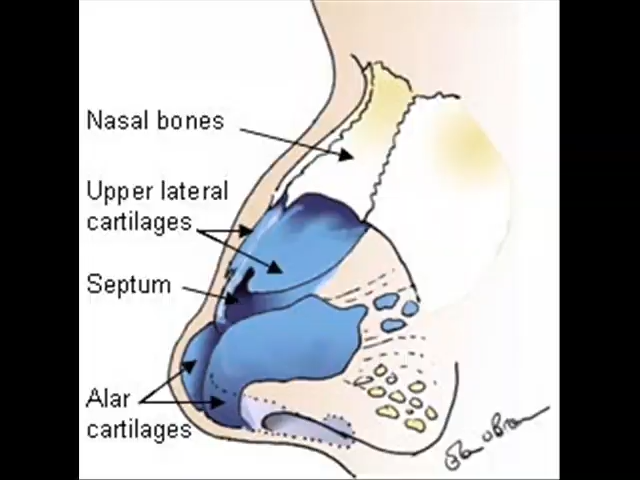 Nasal bones
Upper lateral
cartilages
Septum
Alar
cartilages